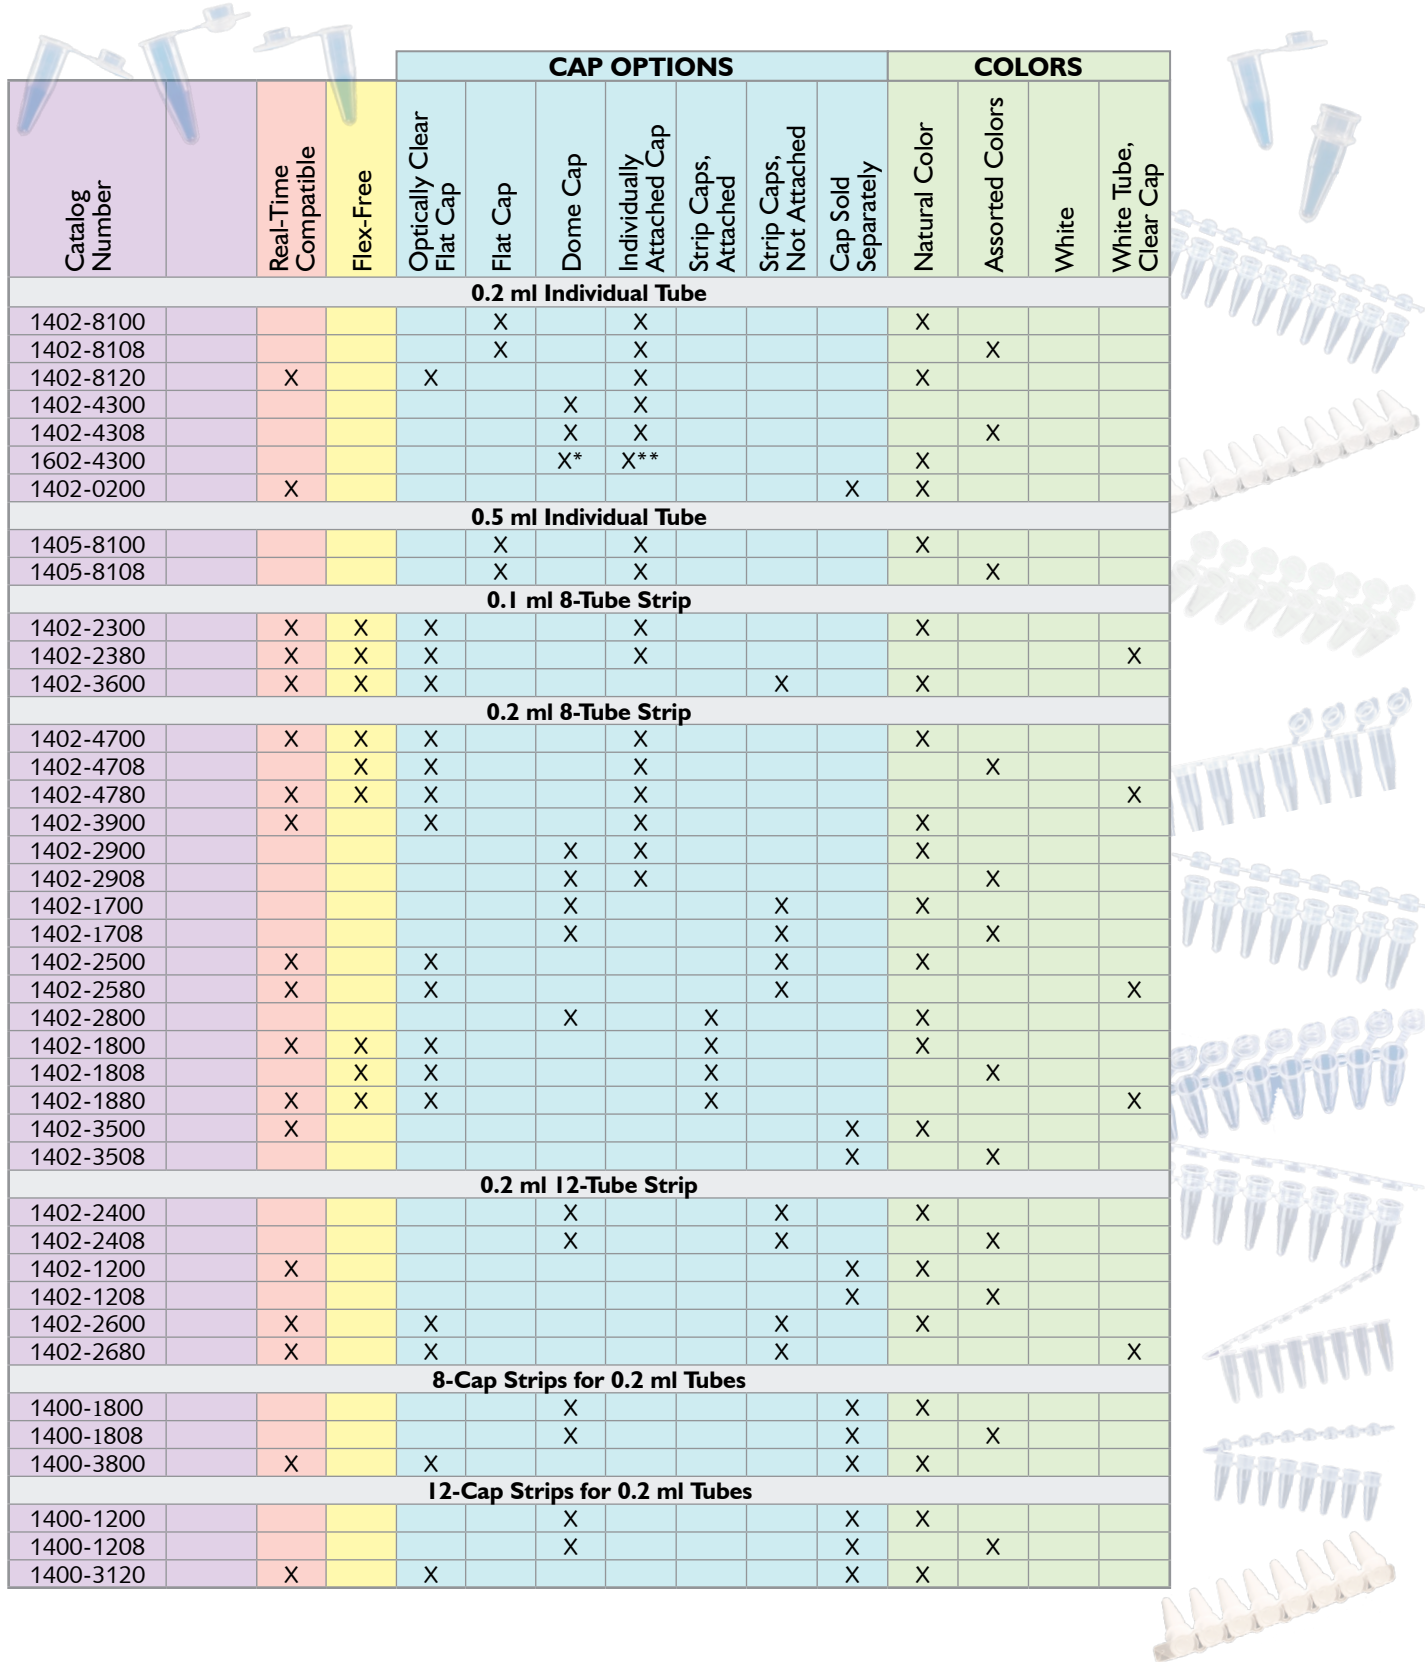 CAP OPTIONS COLORS
Catalog
Number
Real-Time
Compatible
Flex-Free
Optically Clear
Flat Cap
Flat Cap
Dome Cap
Individually
Attached Cap
Strip Caps,
Attached
Strip Caps,
Not Attached
Cap Sold
Separately
Natural Color
Assorted Colors
White
White Tube,
Clear Cap
0.2 ml Individual Tube
1402-8100 X X X
1402-8108 X X X
1402-8120 X X X X
1402-4300 X X
1402-4308 X X X
1602-4300 X* X** X
1402-0200 X X X
0.5 ml Individual Tube
1405-8100 X X X
1405-8108 X X X
0.1 ml 8-Tube Strip
1402-2300 X X X X X
1402-2380 X X X X X
1402-3600 X X X X X
0.2 ml 8-Tube Strip
1402-4700 X X X X X
1402-4708 X X X X
1402-4780 X X X X X
1402-3900 X X X X
1402-2900 X X X
1402-2908 X X X
1402-1700 X X X
1402-1708 X X X
1402-2500 X X X X
1402-2580 X X X X
1402-2800 X X X
1402-1800 X X X X X
1402-1808 X X X X
1402-1880 X X X X X
1402-3500 X X X
1402-3508 X X
0.2 ml 12-Tube Strip
1402-2400 X X X
1402-2408 X X X
1402-1200 X X X
1402-1208 X X
1402-2600 X X X X
1402-2680 X X X X
8-Cap Strips for 0.2 ml Tubes
1400-1800 X X X
1400-1808 X X X
1400-3800 X X X X
12-Cap Strips for 0.2 ml Tubes
1400-1200 X X X
1400-1208 X X X
1400-3120 X X X X